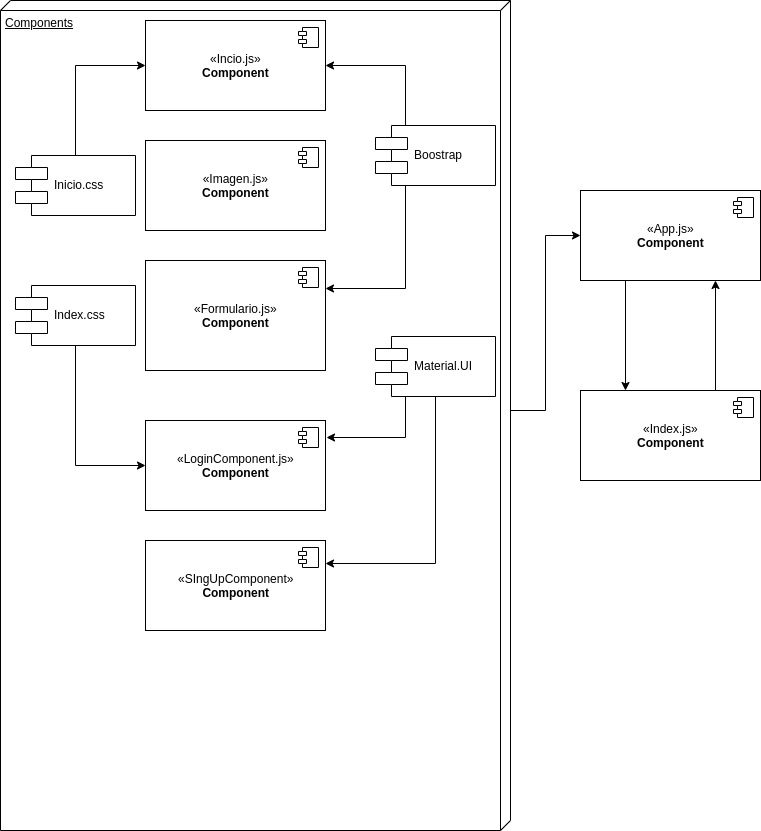 Components
«Incio.js»
Component
Boostrap
«Imagen.js»
Component
Inicio.css
«App.js»
Component
«Formulario.js»
Component
Index.css
Material.UI
«Index.js»
Component
«LoginComponent.js»
Component
«SIngUpComponent»
Component